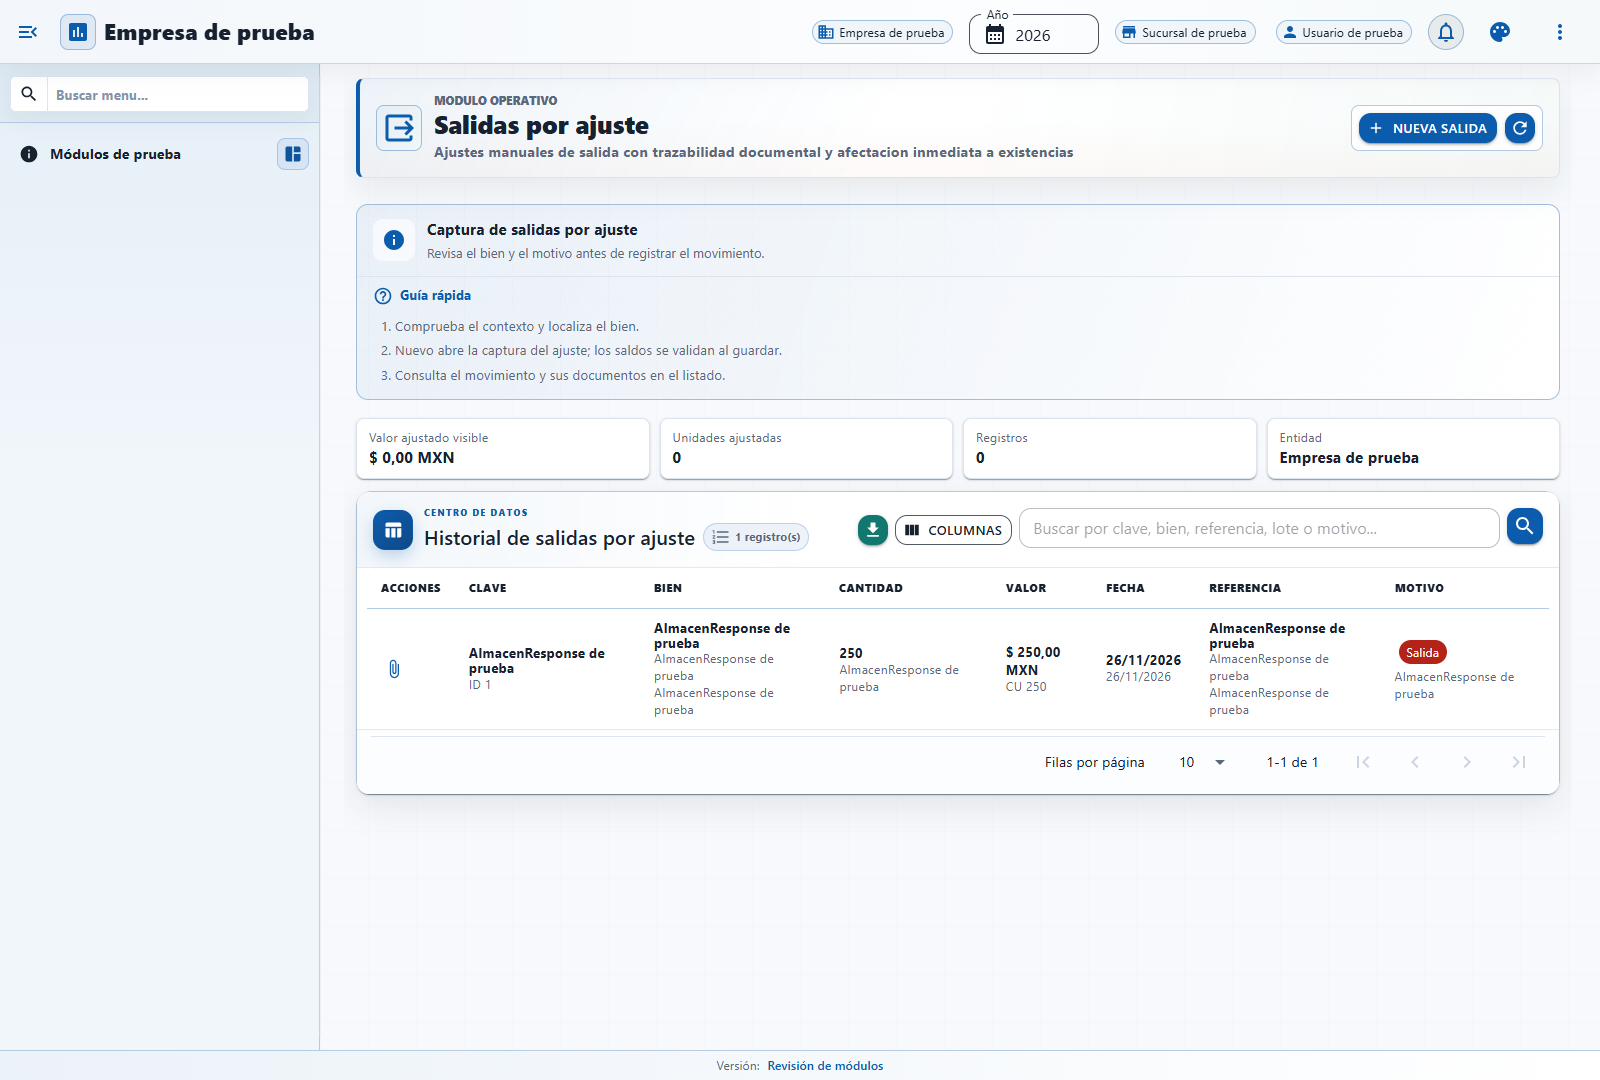 Empresa de prueba
Empresa de prueba
Año
2026
Sucursal de prueba
Usuario de prueba
Buscar menu...
Módulos de prueba
MODULO OPERATIVO
Salidas por ajuste
Ajustes manuales de salida con trazabilidad documental y afectacion inmediata a existencias
NUEVA SALIDA
Captura de salidas por ajuste
Revisa el bien y el motivo antes de registrar el movimiento.
Guía rápida
1. Comprueba el contexto y localiza el bien.
2. Nuevo abre la captura del ajuste; los saldos se validan al guardar.
3. Consulta el movimiento y sus documentos en el listado.
Valor ajustado visible
$ 0,00 MXN
Unidades ajustadas
0
Registros
0
Entidad
Empresa de prueba
CENTRO DE DATOS
Historial de salidas por ajuste
1 registro(s)
COLUMNAS
Buscar por clave, bien, referencia, lote o motivo...
ACCIONES CLAVE BIEN CANTIDAD VALOR FECHA REFERENCIA MOTIVO
AlmacenResponse de
prueba
ID 1
AlmacenResponse de
prueba
AlmacenResponse de
prueba
AlmacenResponse de
prueba
250
AlmacenResponse de
prueba
$ 250,00
MXN
CU 250
26/11/2026
26/11/2026
AlmacenResponse de
prueba
AlmacenResponse de
prueba
AlmacenResponse de
prueba
Salida
AlmacenResponse de
prueba
Filas por página 10 1-1 de 1
Versión: Revisión de módulos